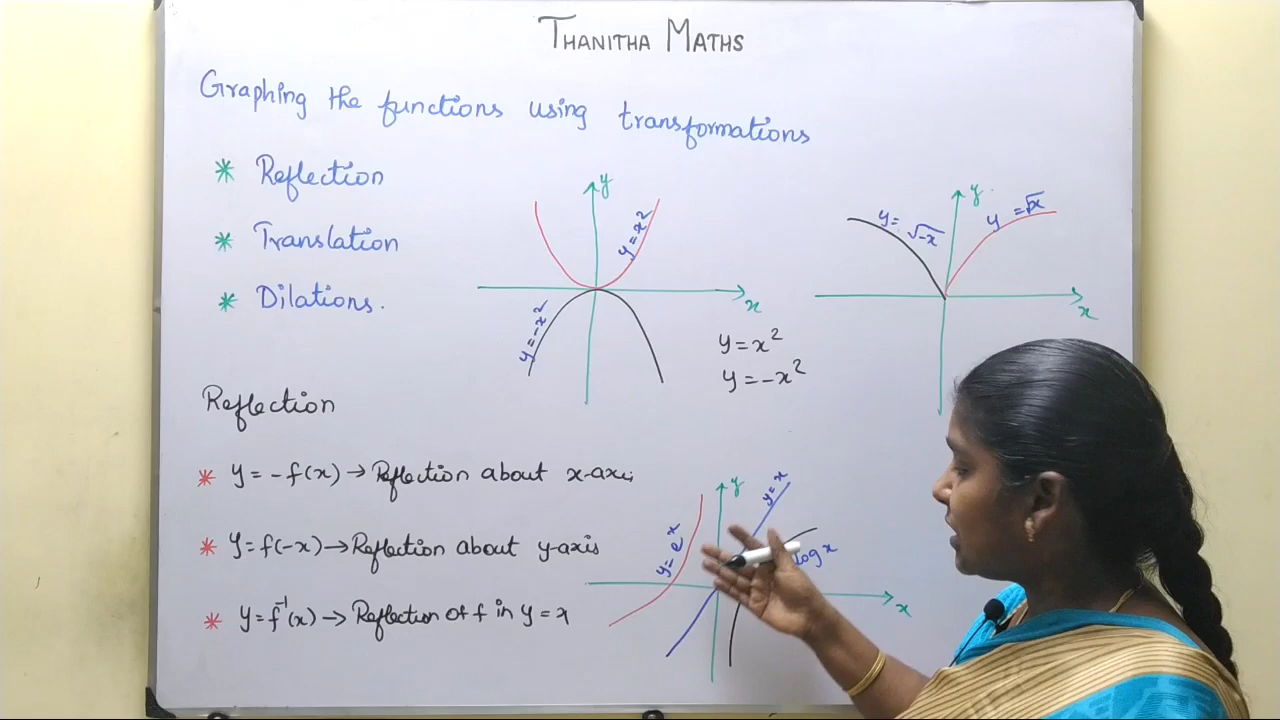 THANITHA MATHS
Graphing the functions using transformations
* Reflection
* Translation
* Dilations.
y
y=x²
y=-x²
x
y=x²
y=-x²
y
y=√-x
y=√x
x
Reflection
* y=-f(x) → Reflection about x-axis
* y=f(-x) → Reflection about y-axis
* y=f⁻¹(x) → Reflection of f in y=x
y
y=x
y=eˣ
log x
x